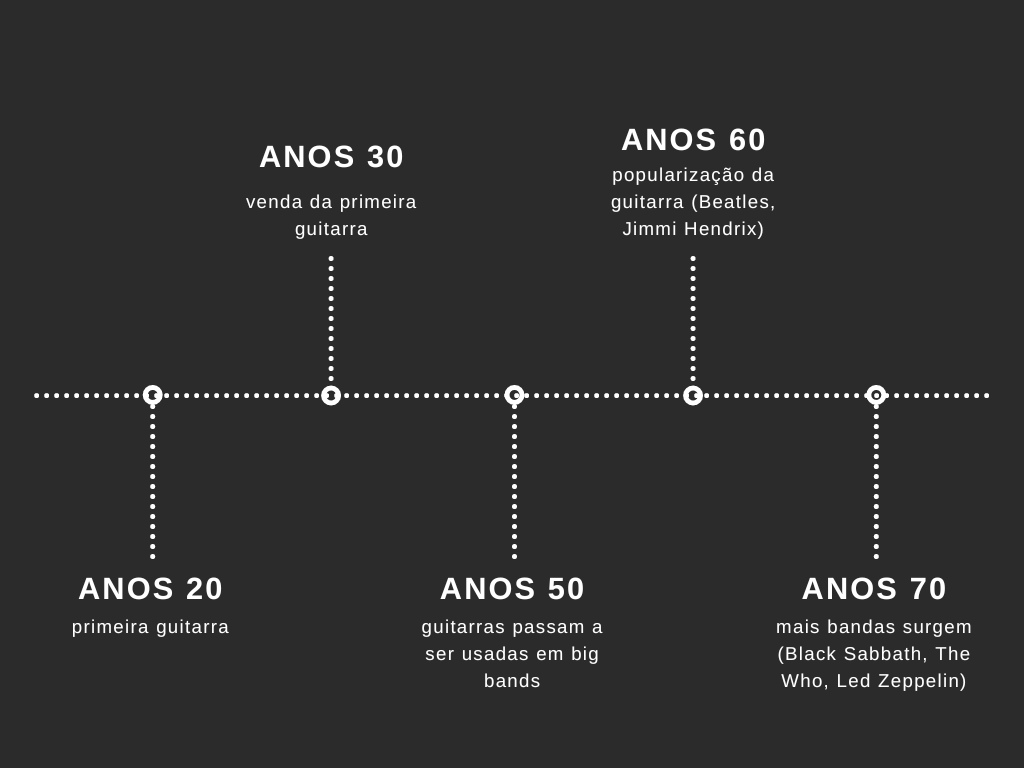 ANOS 30
venda da primeira
guitarra
ANOS 60
popularização da
guitarra (Beatles,
Jimmi Hendrix)
ANOS 20
primeira guitarra
ANOS 50
guitarras passam a
ser usadas em big
bands
ANOS 70
mais bandas surgem
(Black Sabbath, The
Who, Led Zeppelin)